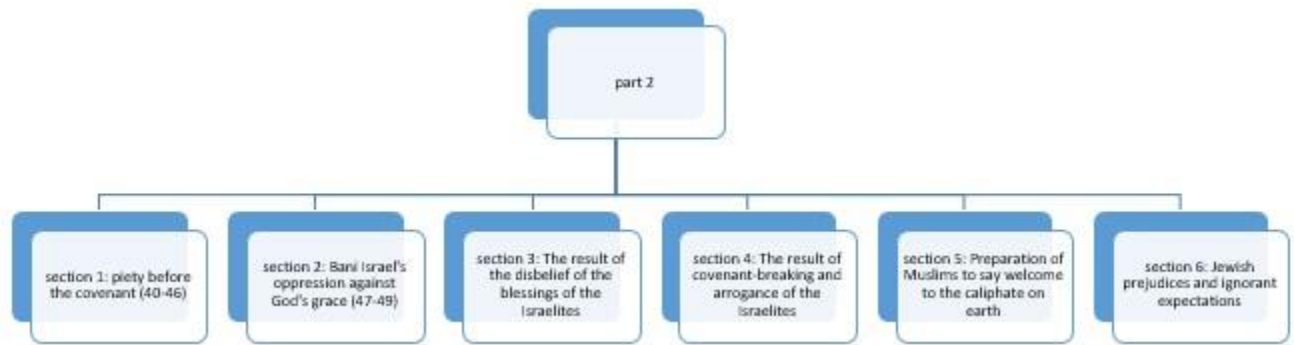 part 2
section 1: piety before
the covenant (40-46)
section 2: Bani Israel's
oppression against
God's grace (47-49)
section 3: The result of
the disbelief of the
blessings of the
Israelites
section 4: The result of
covenant-breaking and
arrogance of the
Israelites
section 5: Preparation of
Muslims to say welcome
to the caliphate on
earth
section 6: Jewish
prejudices and ignorant
expectations